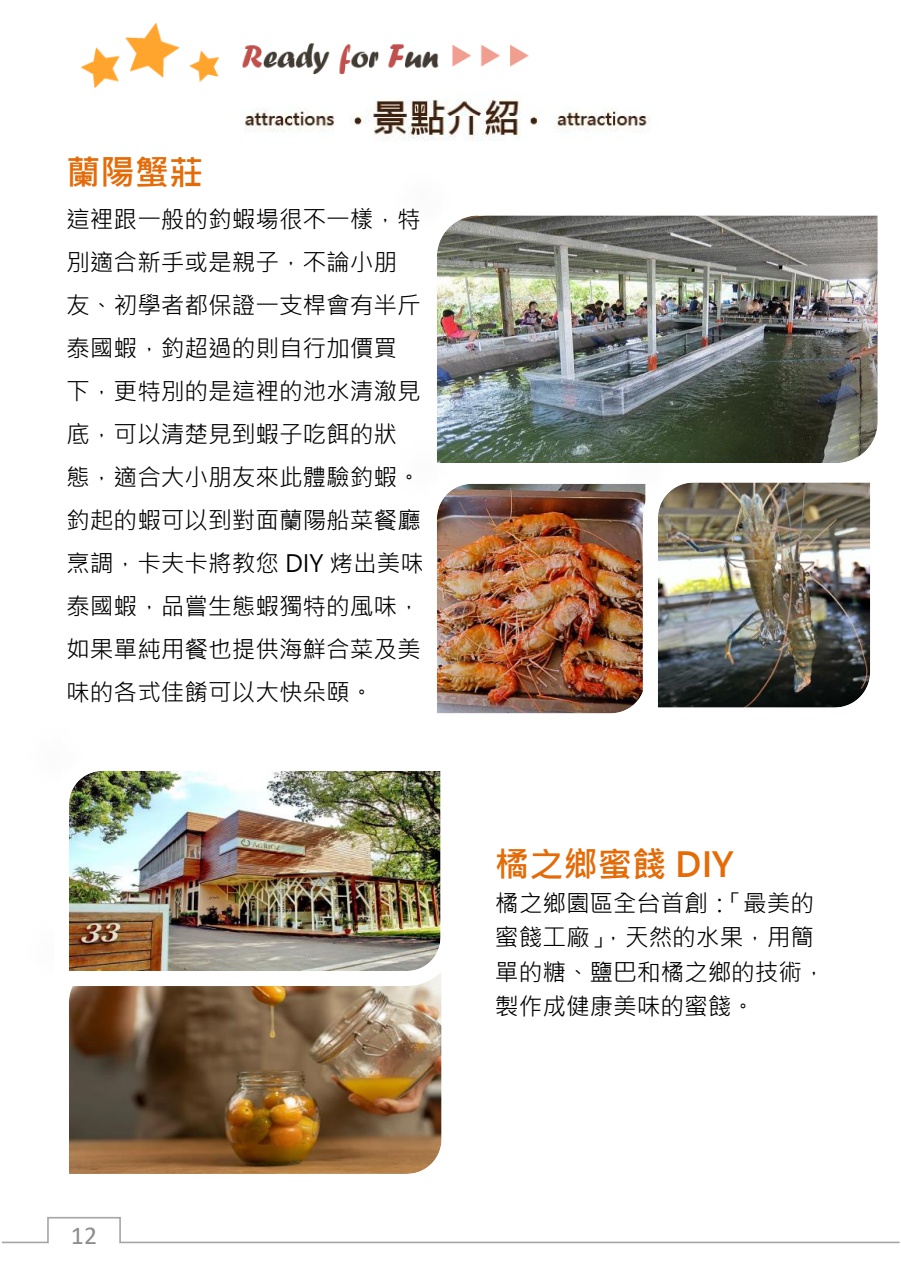 Ready for Fun
attractions •景點介紹• attractions
蘭陽蟹莊
這裡跟一般的釣蝦場很不一樣，特
別適合新手或是親子，不論小朋
友、初學者都保證一支桿會有半斤
泰國蝦，釣超過的則自行加價買
下，更特別的是這裡的池水清澈見
底，可以清楚見到蝦子吃餌的狀
態，適合大小朋友來此體驗釣蝦。
釣起的蝦可以到對面蘭陽船菜餐廳
烹調，卡夫卡將教您 DIY 烤出美味
泰國蝦，品嘗生態蝦獨特的風味，
如果單純用餐也提供海鮮合菜及美
味的各式佳餚可以大快朵頤。
33
橘之鄉蜜餞 DIY
橘之鄉園區全台首創：「最美的
蜜餞工廠」，天然的水果，用簡
單的糖、鹽巴和橘之鄉的技術，
製作成健康美味的蜜餞。
12